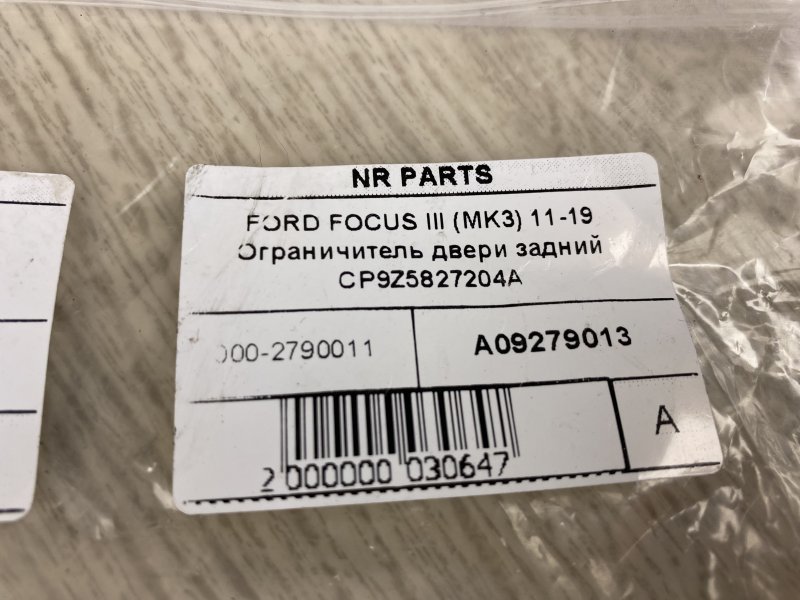 NR PARTS
FORD FOCUS III (MK3) 11-19
Ограничитель двери задний
CP9Z5827204A
000-2790011
A09279013
A
2 000000 030647